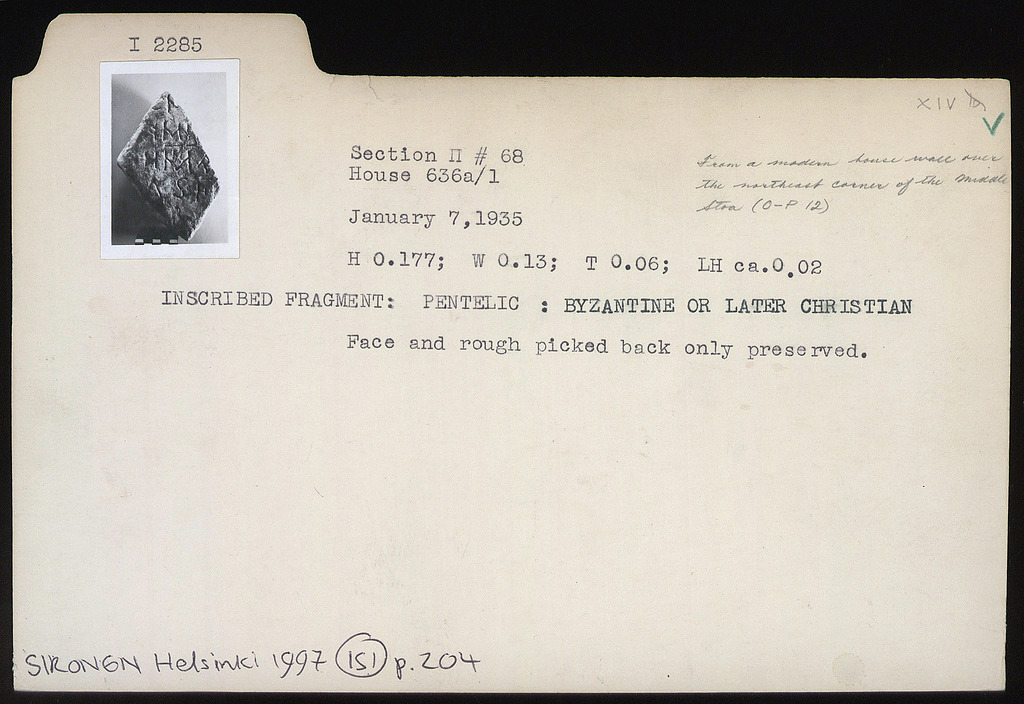 I 2285
XIV
Section Π # 68
House 636a/1
From a modern house wall over
the northeast corner of the Middle
Stoa (O-P 12)
January 7, 1935
H 0.177; W 0.13; T 0.06; LH ca.0.02
INSCRIBED FRAGMENT: PENTELIC : BYZANTINE OR LATER CHRISTIAN
Face and rough picked back only preserved.
SIRONEN Helsinki 1997 (151) p. 204